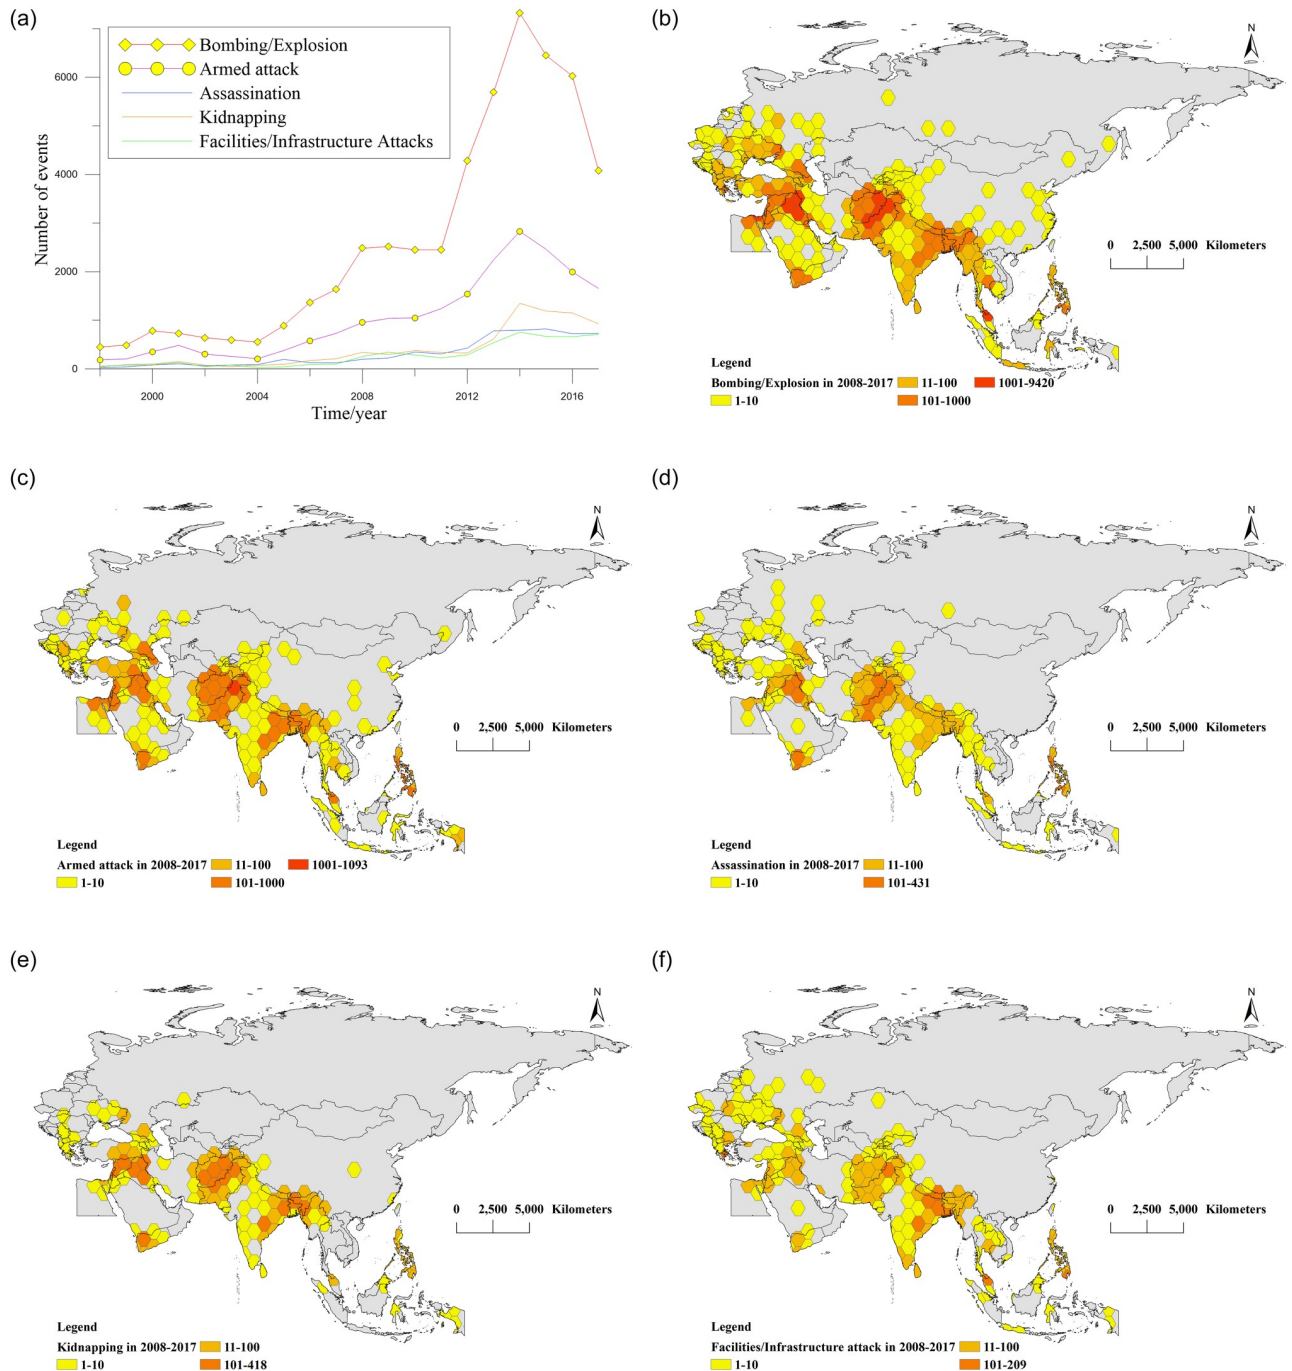 (a)
Bombing/Explosion
Armed attack
Assassination
Kidnapping
Facilities/Infrastructure Attacks
Number of events
6000
4000
2000
0
2000 2004 2008 2012 2016
Time/year
(b)
N
0 2,500 5,000 Kilometers
Legend
Bombing/Explosion in 2008-2017 11-100 1001-9420
1-10 101-1000
(c)
N
0 2,500 5,000 Kilometers
Legend
Armed attack in 2008-2017 11-100 1001-1093
1-10 101-1000
(d)
N
0 2,500 5,000 Kilometers
Legend
Assassination in 2008-2017 11-100
1-10 101-431
(e)
N
0 2,500 5,000 Kilometers
Legend
Kidnapping in 2008-2017 11-100
1-10 101-418
(f)
N
0 2,500 5,000 Kilometers
Legend
Facilities/Infrastructure attack in 2008-2017 11-100
1-10 101-209